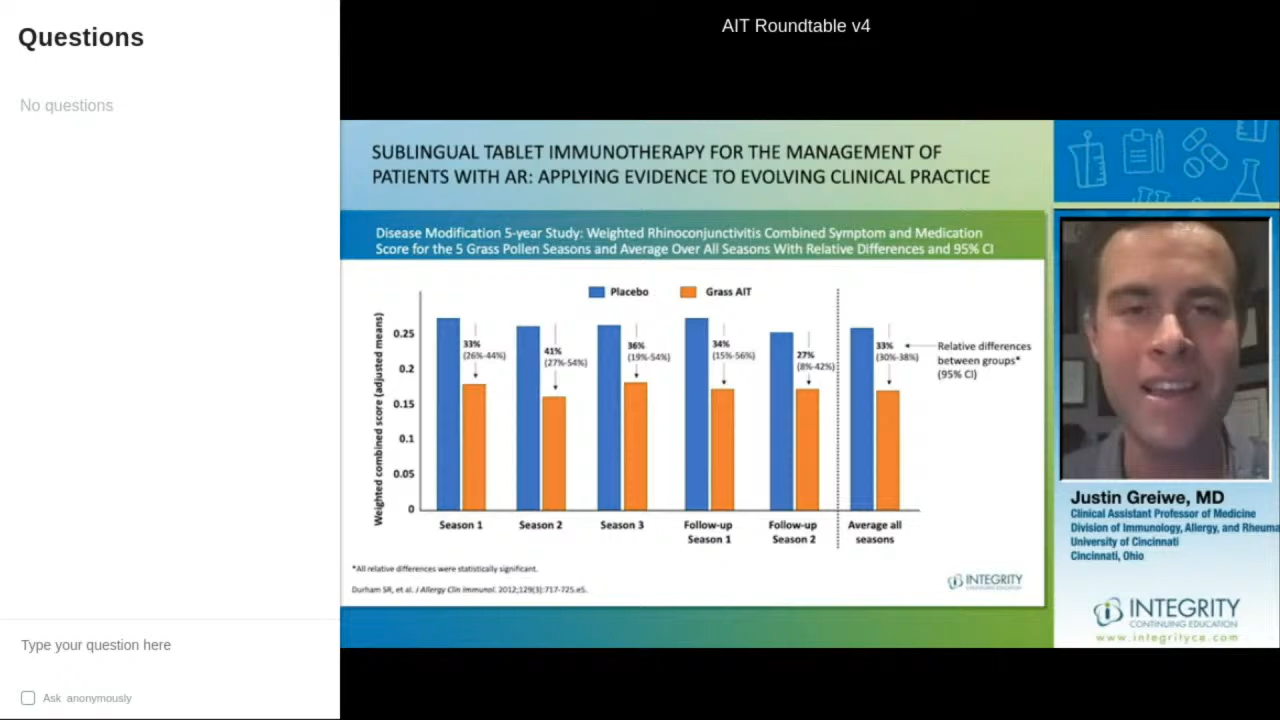 Questions
No questions
Type your question here
Ask anonymously
AIT Roundtable v4
SUBLINGUAL TABLET IMMUNOTHERAPY FOR THE MANAGEMENT OF
PATIENTS WITH AR: APPLYING EVIDENCE TO EVOLVING CLINICAL PRACTICE
Disease Modification 5-year Study: Weighted Rhinoconjunctivitis Combined Symptom and Medication
Score for the 5 Grass Pollen Seasons and Average Over All Seasons With Relative Differences and 95% CI
Placebo
Grass AIT
Weighted combined score (adjusted means)
0.25
0.2
0.15
0.1
0.05
0
33%
(26%-44%)
41%
(27%-54%)
36%
(19%-54%)
34%
(15%-56%)
27%
(8%-42%)
33%
(30%-38%)
Relative differences
between groups*
(95% CI)
Season 1
Season 2
Season 3
Follow-up
Season 1
Follow-up
Season 2
Average all
seasons
*All relative differences were statistically significant.
Durham SR, et al. J Allergy Clin Immunol. 2012;129(3):717-725.e5.
INTEGRITY
CONTINUING EDUCATION
Justin Greiwe, MD
Clinical Assistant Professor of Medicine
Division of Immunology, Allergy, and Rheuma
University of Cincinnati
Cincinnati, Ohio
INTEGRITY
CONTINUING EDUCATION
www.integrityce.com